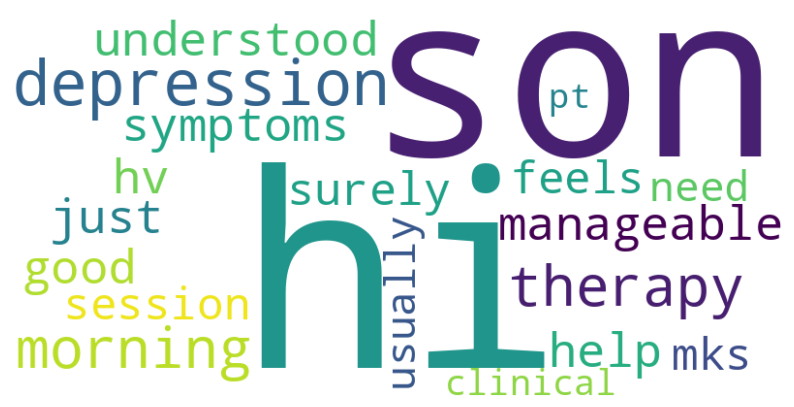 understood
son
depression
pt
symptoms
hi
hv
surely
feels
need
just
manageable
usually
good
therapy
session
morning
help
mks
clinical